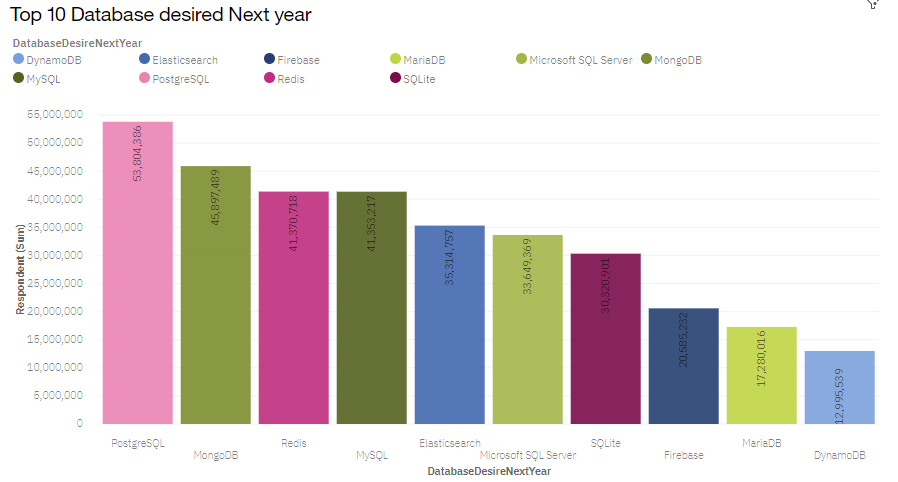 Top 10 Database desired Next year
DatabaseDesireNextYear
DynamoDB Elasticsearch Firebase MariaDB Microsoft SQL Server MongoDB
MySQL PostgreSQL Redis SQLite
55,000,000
50,000,000
45,000,000
40,000,000
35,000,000
30,000,000
25,000,000
20,000,000
15,000,000
10,000,000
5,000,000
0
Respondent (Sum)
53,804,386
45,897,489
41,370,718
41,353,217
35,314,757
33,649,369
30,320,901
20,585,232
17,280,016
12,995,539
PostgreSQL Redis Elasticsearch SQLite MariaDB
MongoDB MySQL Microsoft SQL Server Firebase DynamoDB
DatabaseDesireNextYear